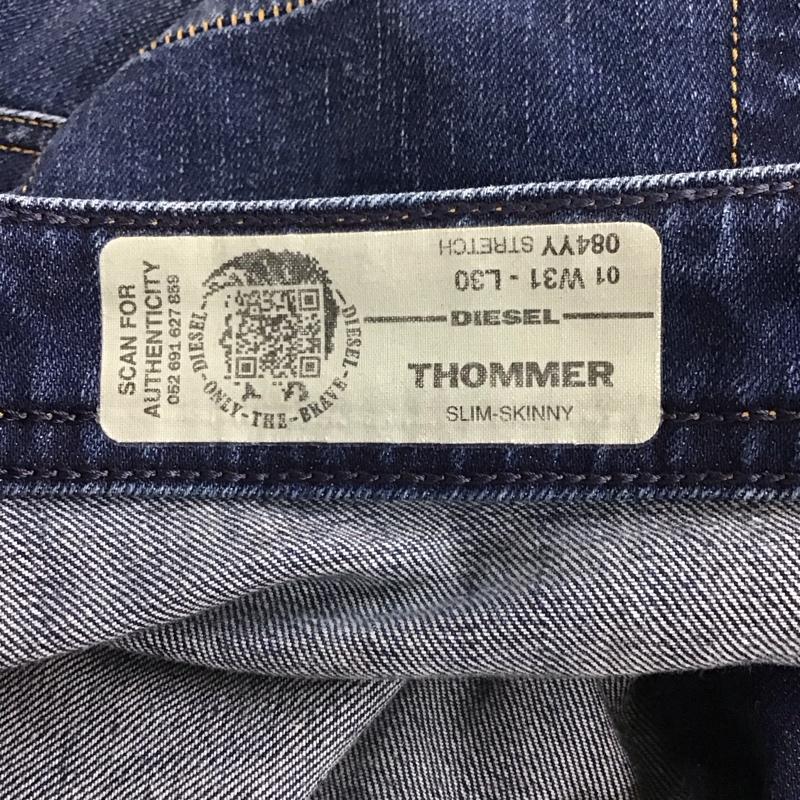 SCAN FOR
AUTHENTICITY
052 691 627 859
DIESEL-ONLY-THE-BRAVE-DIESEL
084YY STRETCH
01 W31 - L30
DIESEL
THOMMER
SLIM-SKINNY